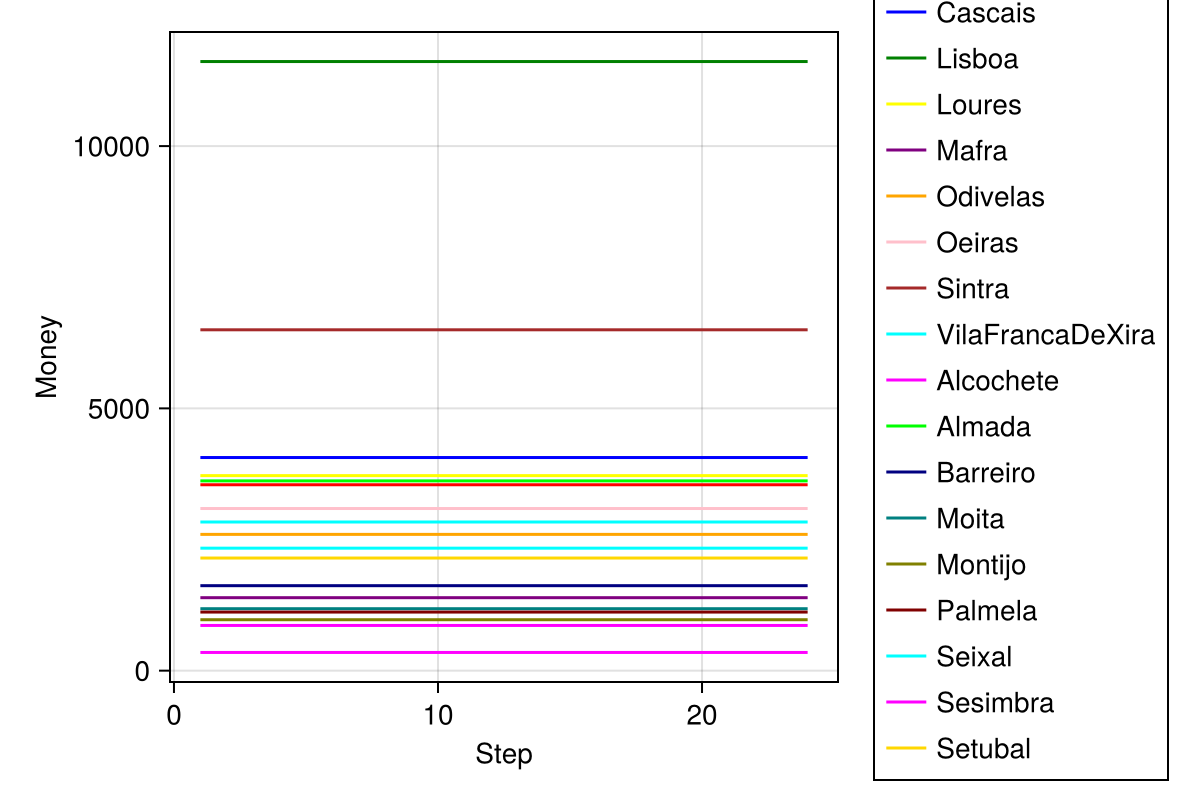 10000
5000
0
0
10
20
Money
Step
Cascais
Lisboa
Loures
Mafra
Odivelas
Oeiras
Sintra
VilaFrancaDeXira
Alcochete
Almada
Barreiro
Moita
Montijo
Palmela
Seixal
Sesimbra
Setubal